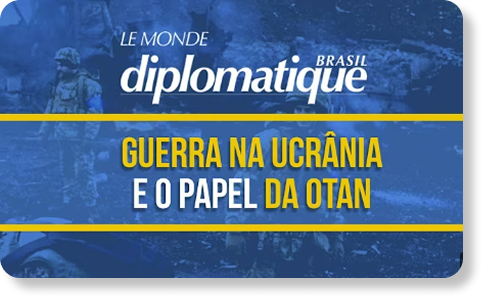 LE MONDE
diplomatique
BRASIL
GUERRA NA UCRÂNIA
E O PAPEL DA OTAN